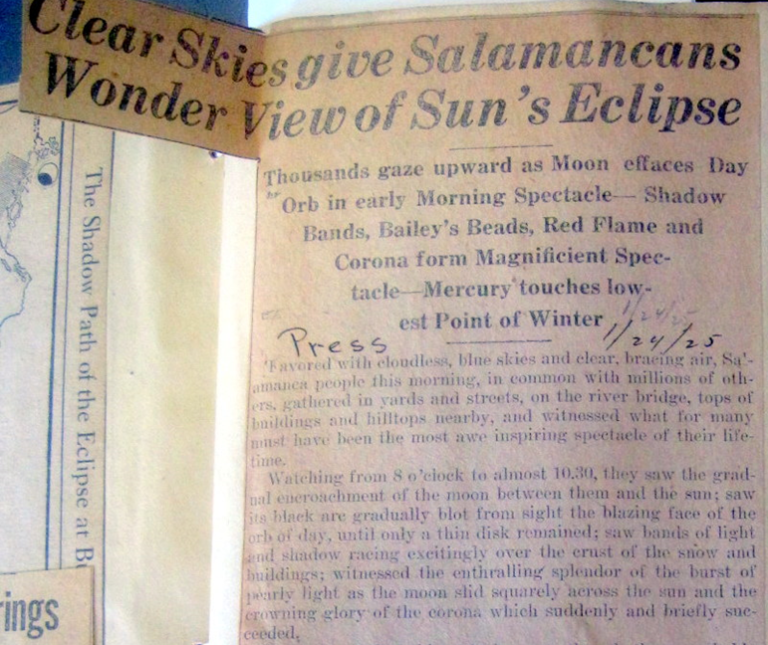 Clear Skies give Salamancans
Wonder View of Sun's Eclipse
Thousands gaze upward as Moon effaces Day
Orb in early Morning Spectacle— Shadow
Bands, Bailey's Beads, Red Flame and
Corona form Magnificient Spec-
tacle—Mercury touches low-
est Point of Winter
1/24/25
Press 1/24/25
Favored with cloudless, blue skies and clear, bracing air, Sa'-
amanca people this morning, in common with millions of oth-
ers, gathered in yards and streets, on the river bridge, tops of
buildings and hilltops nearby, and witnessed what for many
must have been the most awe inspiring spectacle of their life-
time.
Watching from 8 o'clock to almost 10.30, they saw the grad-
ual encroachment of the moon between them and the sun; saw
its black arc gradually blot from sight the blazing face of the
orb of day, until only a thin disk remained; saw bands of light
and shadow racing excitingly over the crust of the snow and
buildings; witnessed the enthralling splendor of the burst of
pearly light as the moon slid squarely across the sun and the
crowning glory of the corona which suddenly and briefly suc-
ceeded.
The Shadow Path of the Eclipse at
rings